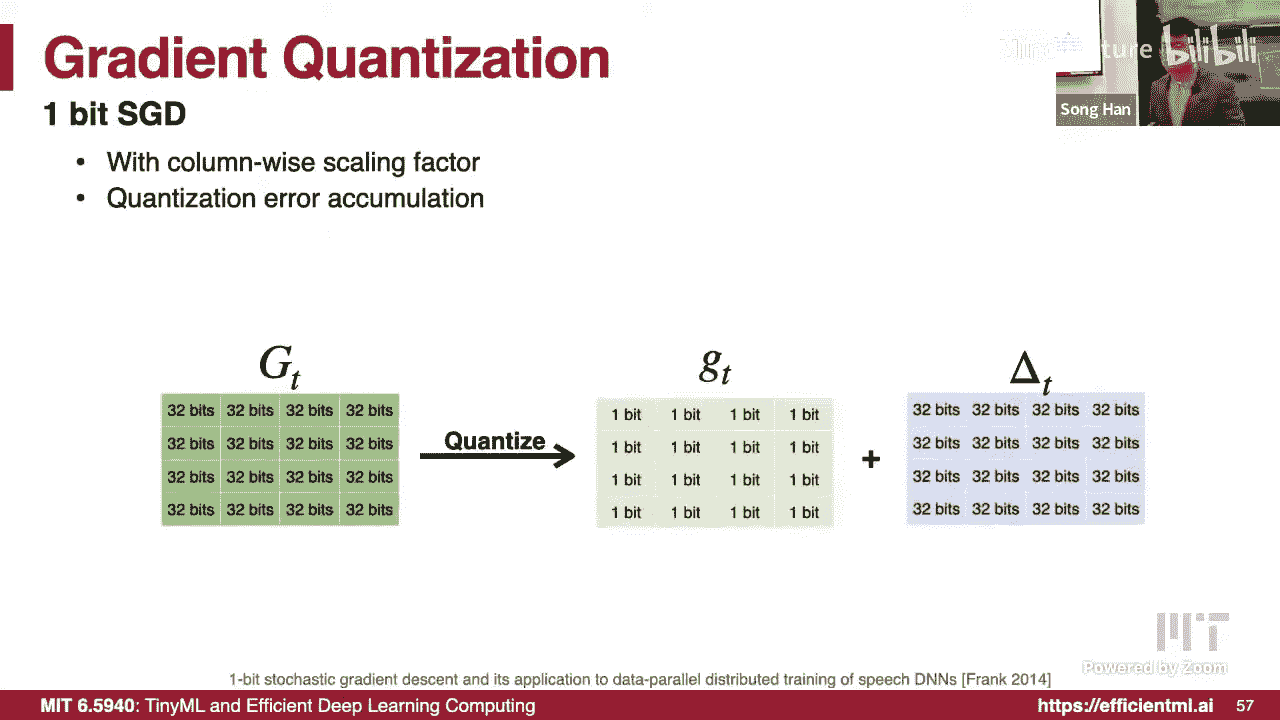 Gradient Quantization
1 bit SGD
• With column-wise scaling factor
• Quantization error accumulation
Song Han
bilibili
G_t
g_t
Δ_t
32 bits 32 bits 32 bits 32 bits
32 bits 32 bits 32 bits 32 bits
32 bits 32 bits 32 bits 32 bits
32 bits 32 bits 32 bits 32 bits
Quantize
1 bit 1 bit 1 bit 1 bit
1 bit 1 bit 1 bit 1 bit
1 bit 1 bit 1 bit 1 bit
1 bit 1 bit 1 bit 1 bit
+
32 bits 32 bits 32 bits 32 bits
32 bits 32 bits 32 bits 32 bits
32 bits 32 bits 32 bits 32 bits
32 bits 32 bits 32 bits 32 bits
MIT
Powered by Zoom
1-bit stochastic gradient descent and its application to data-parallel distributed training of speech DNNs [Frank 2014]
MIT 6.5940: TinyML and Efficient Deep Learning Computing
https://efficientml.ai
57